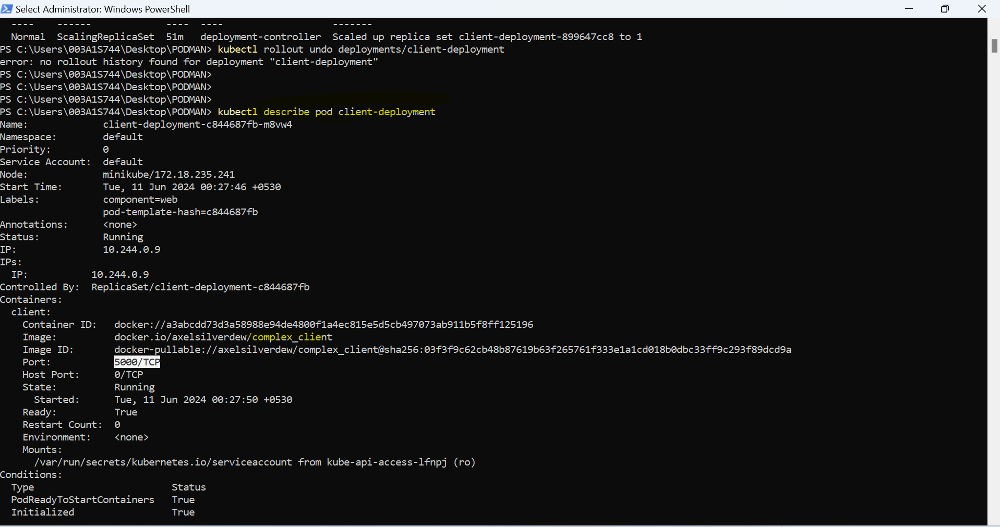 Select Administrator: Windows PowerShell
----    ------             ----  ----                   -------
Normal  ScalingReplicaSet  51m   deployment-controller  Scaled up replica set client-deployment-899647cc8 to 1
PS C:\Users\003A1S744\Desktop\PODMAN> kubectl rollout undo deployments/client-deployment
error: no rollout history found for deployment "client-deployment"
PS C:\Users\003A1S744\Desktop\PODMAN>
PS C:\Users\003A1S744\Desktop\PODMAN>
PS C:\Users\003A1S744\Desktop\PODMAN>
PS C:\Users\003A1S744\Desktop\PODMAN> kubectl describe pod client-deployment
Name:             client-deployment-c844687fb-m8vw4
Namespace:        default
Priority:         0
Service Account:  default
Node:             minikube/172.18.235.241
Start Time:       Tue, 11 Jun 2024 00:27:46 +0530
Labels:           component=web
                  pod-template-hash=c844687fb
Annotations:      <none>
Status:           Running
IP:               10.244.0.9
IPs:
  IP:           10.244.0.9
Controlled By:  ReplicaSet/client-deployment-c844687fb
Containers:
  client:
    Container ID:   docker://a3abcdd73d3a58988e94de4800f1a4ec815e5d5cb497073ab911b5f8ff125196
    Image:          docker.io/axelsilverdew/complex_client
    Image ID:       docker-pullable://axelsilverdew/complex_client@sha256:03f3f9c62cb48b87619b63f265761f333e1a1cd018b0dbc33ff9c293f89dcd9a
    Port:           5000/TCP
    Host Port:      0/TCP
    State:          Running
      Started:      Tue, 11 Jun 2024 00:27:50 +0530
    Ready:          True
    Restart Count:  0
    Environment:    <none>
    Mounts:
      /var/run/secrets/kubernetes.io/serviceaccount from kube-api-access-lfnpj (ro)
Conditions:
  Type                        Status
  PodReadyToStartContainers   True
  Initialized                 True